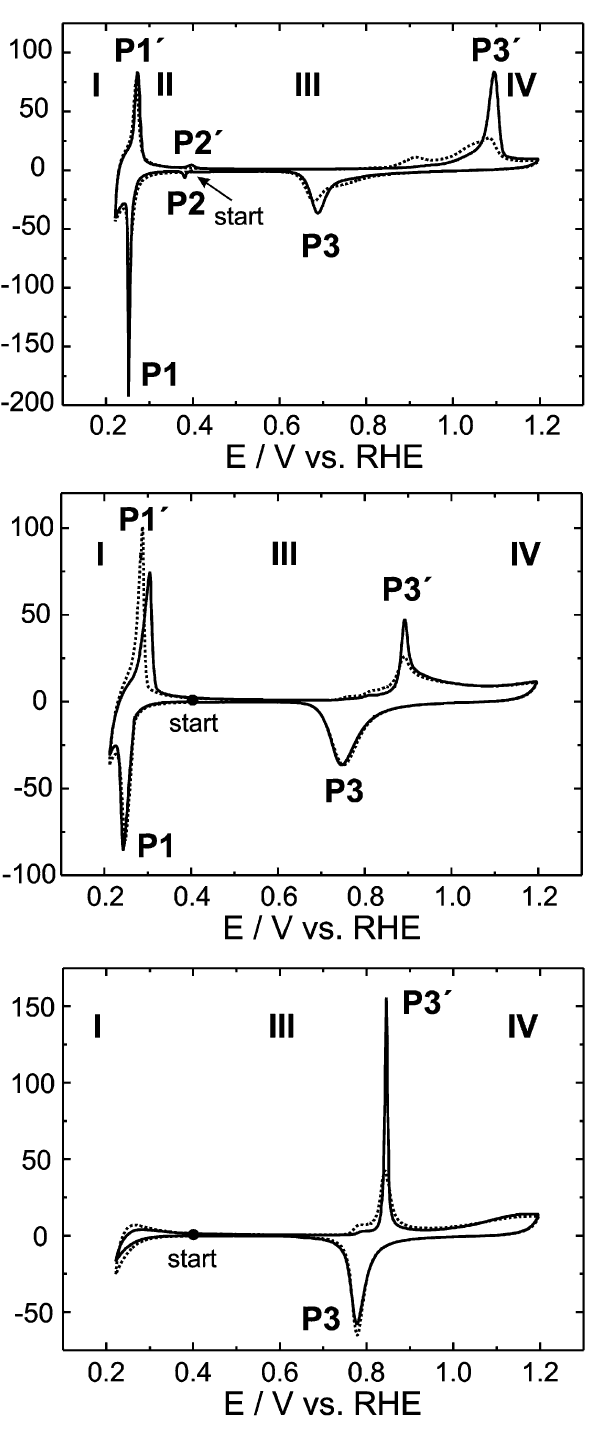 100
P1´
P3´
I
II
III
IV
50
P2´
0
P2
start
-50
P3
-100
-150
P1
-200
0.2 0.4 0.6 0.8 1.0 1.2
E / V vs. RHE
P1´
100
I
III
IV
P3´
50
0
start
-50
P3
P1
-100
0.2 0.4 0.6 0.8 1.0 1.2
E / V vs. RHE
150
P3´
I
III
IV
100
50
0
start
-50
P3
0.2 0.4 0.6 0.8 1.0 1.2
E / V vs. RHE